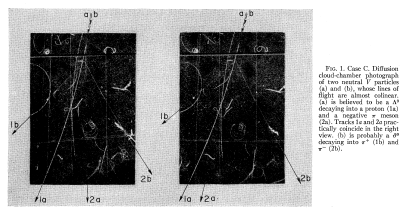 a b
a b
1b
1b
2b
2b
1a
2a
1a
2a
FIG. 1. Case C. Diffusion
cloud-chamber photograph
of two neutral V particles
(a) and (b), whose lines of
flight are almost colinear.
(a) is believed to be a Λ⁰
decaying into a proton (1a)
and a negative π meson
(2a). Tracks 1a and 2a prac-
tically coincide in the right
view. (b) is probably a θ⁰
decaying into π⁺ (1b) and
π⁻ (2b).